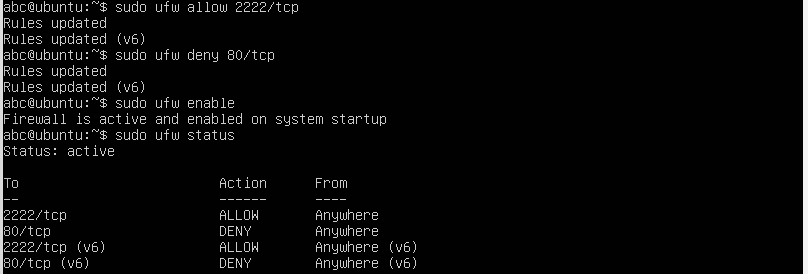 abc@ubuntu:~$ sudo ufw allow 2222/tcp
Rules updated
Rules updated (v6)
abc@ubuntu:~$ sudo ufw deny 80/tcp
Rules updated
Rules updated (v6)
abc@ubuntu:~$ sudo ufw enable
Firewall is active and enabled on system startup
abc@ubuntu:~$ sudo ufw status
Status: active
To                         Action      From
--                         ------      ----
2222/tcp                   ALLOW       Anywhere
80/tcp                     DENY        Anywhere
2222/tcp (v6)              ALLOW       Anywhere (v6)
80/tcp (v6)                DENY        Anywhere (v6)